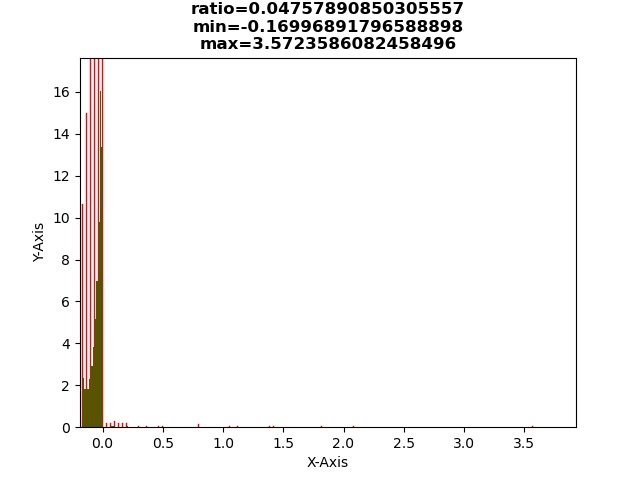 ratio=0.04757890850305557
min=-0.16996891796588898
max=3.5723586082458496
16
14
12
10
8
6
4
2
0
Y-Axis
0.0 0.5 1.0 1.5 2.0 2.5 3.0 3.5
X-Axis